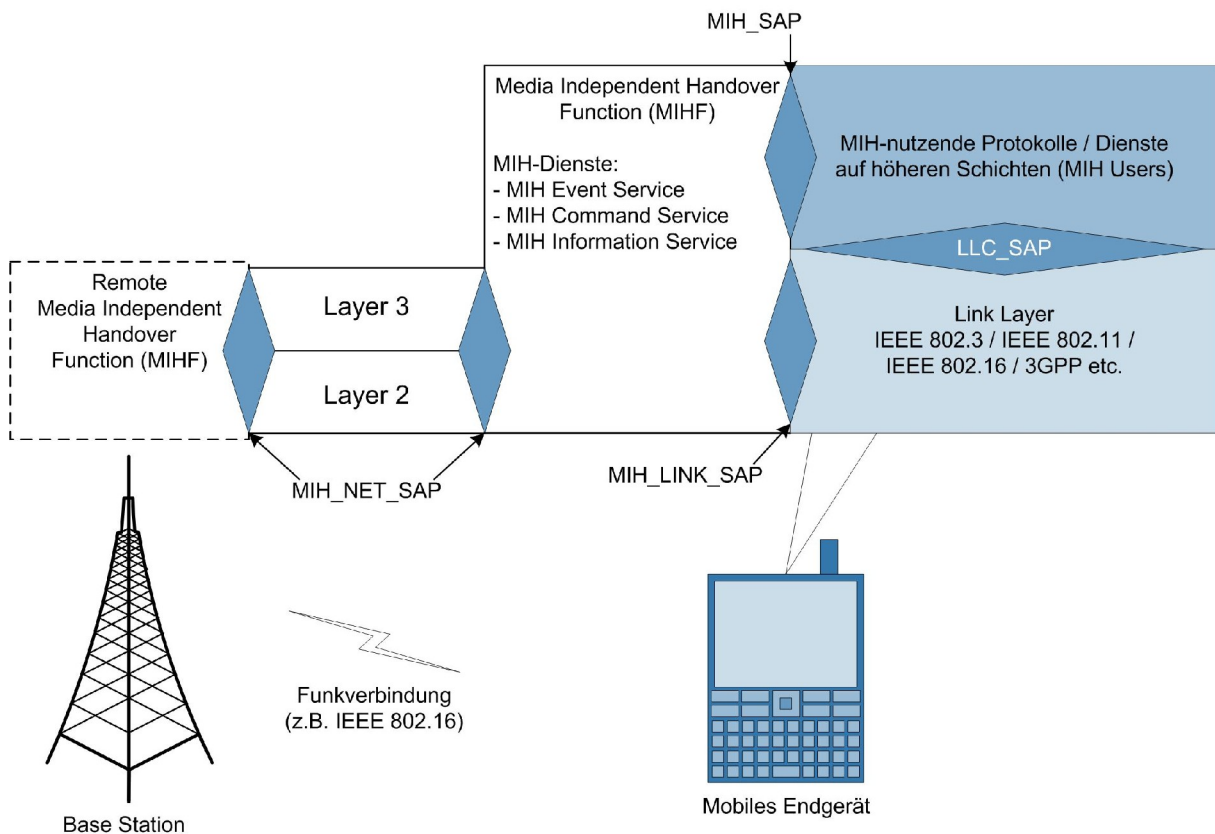 MIH_SAP
Media Independent Handover
Function (MIHF)
MIH-Dienste:
- MIH Event Service
- MIH Command Service
- MIH Information Service
MIH-nutzende Protokolle / Dienste
auf höheren Schichten (MIH Users)
LLC_SAP
Remote
Media Independent
Handover
Function (MIHF)
Layer 3
Layer 2
Link Layer
IEEE 802.3 / IEEE 802.11 /
IEEE 802.16 / 3GPP etc.
MIH_NET_SAP
MIH_LINK_SAP
Funkverbindung
(z.B. IEEE 802.16)
Base Station
Mobiles Endgerät